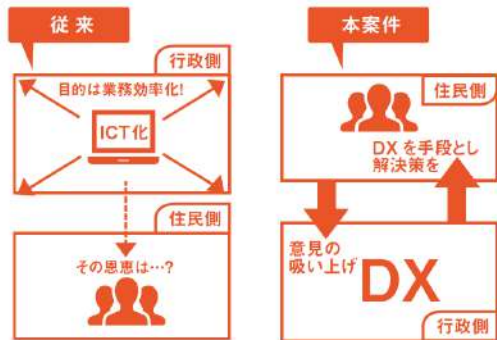 従来
行政側
目的は業務効率化!
ICT化
住民側
その恩恵は…?
本案件
住民側
DXを手段とし
解決策を
意見の
吸い上げ
DX
行政側